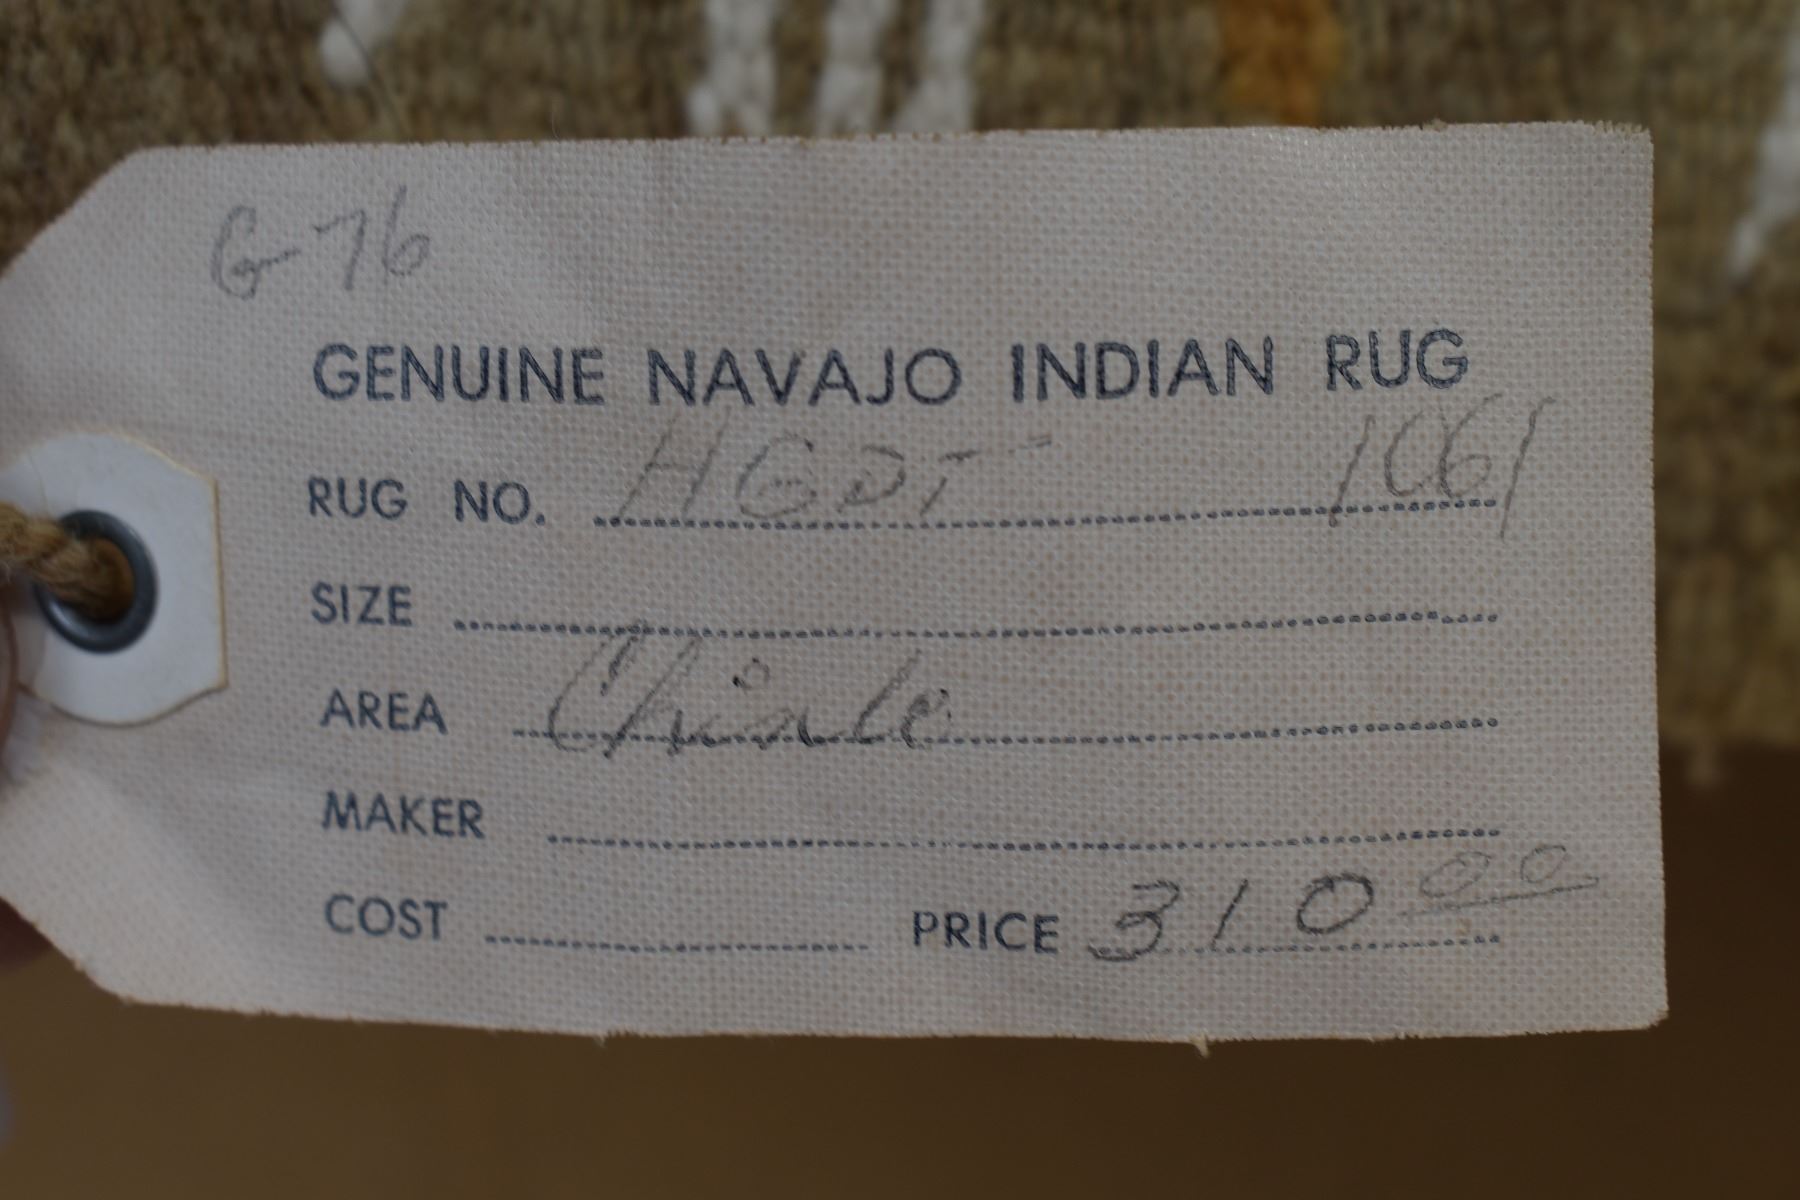 G-76
GENUINE NAVAJO INDIAN RUG
RUG NO. HGDT - 1061
SIZE
AREA Chinle
MAKER
COST PRICE 310 00